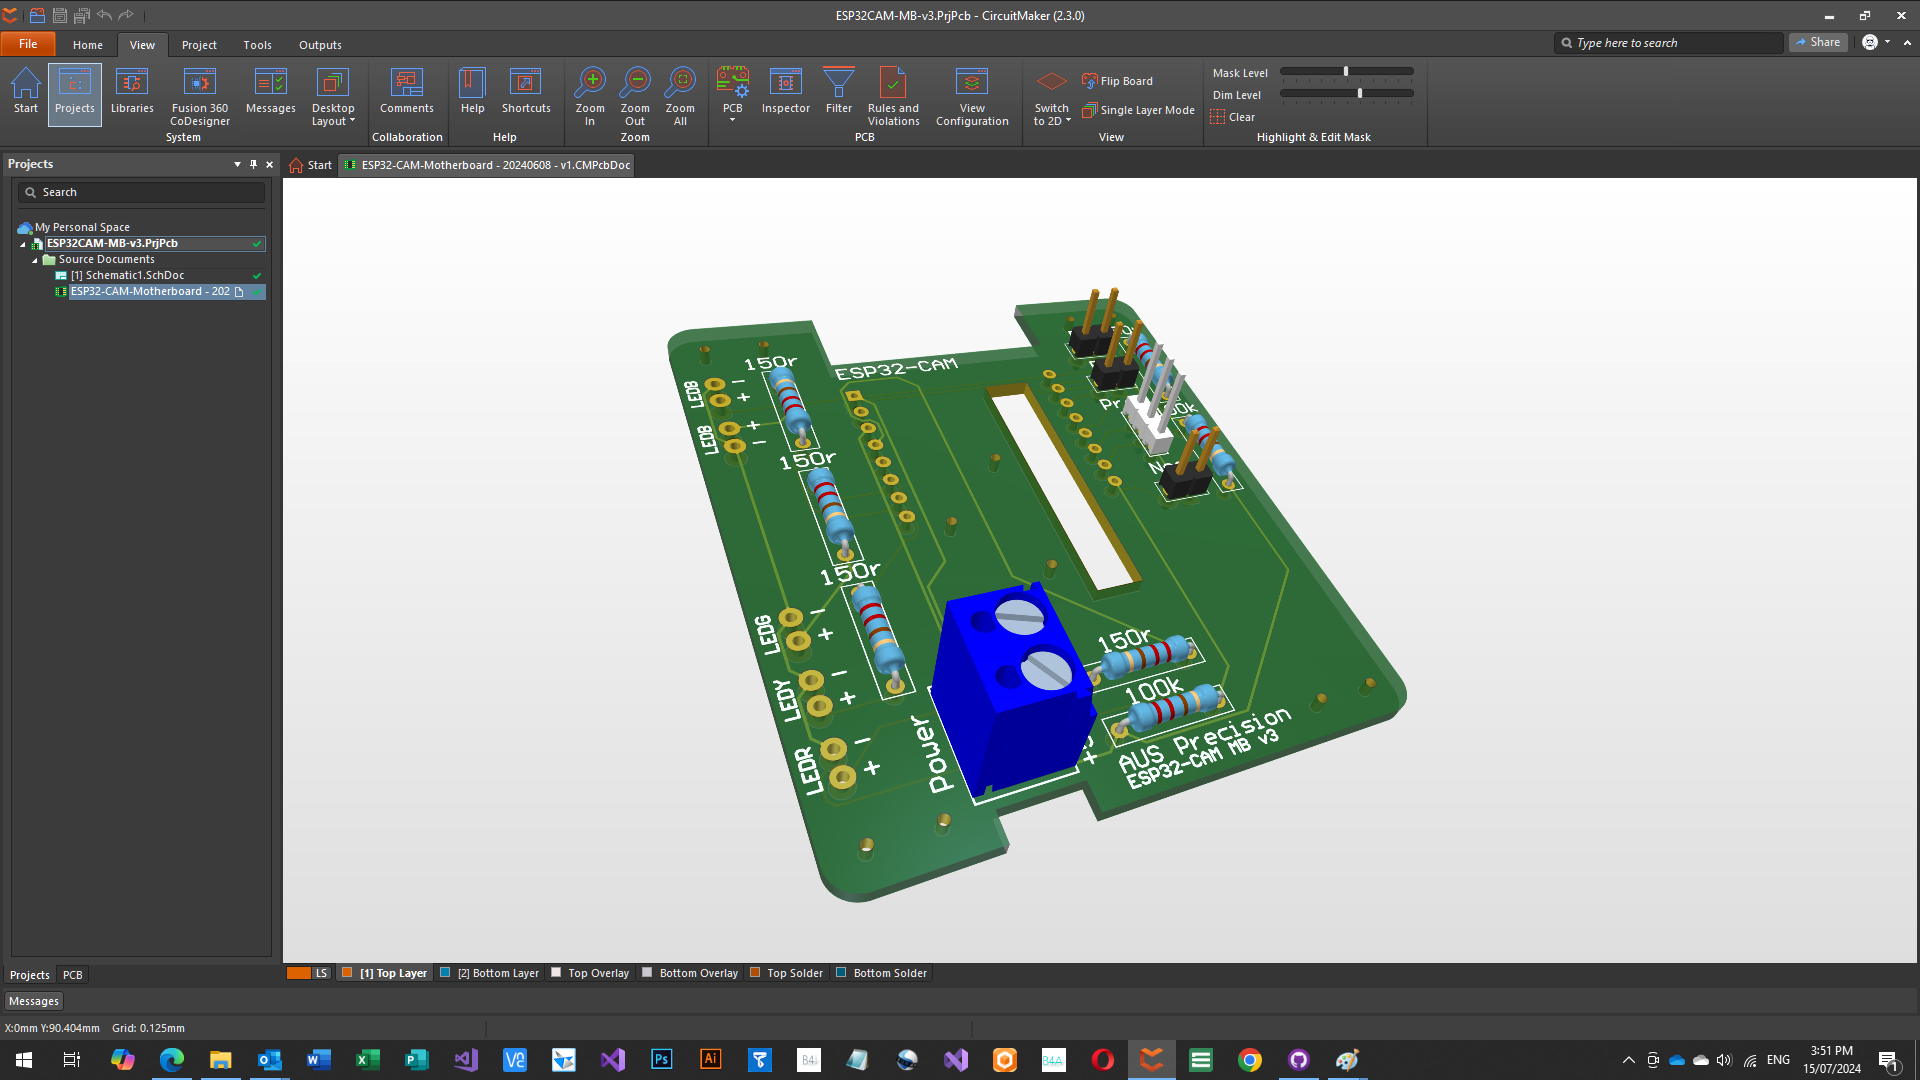 ESP32CAM-MB-v3.PrjPcb - CircuitMaker (2.3.0)
File
Home
View
Project
Tools
Outputs
Type here to search
Share
Start
Projects
Libraries
Fusion 360 CoDesigner
Messages
Desktop Layout
System
Comments
Collaboration
Help
Shortcuts
Help
Zoom In
Zoom Out
Zoom All
Zoom
PCB
Inspector
Filter
Rules and Violations
View Configuration
PCB
Switch to 2D
Flip Board
Single Layer Mode
View
Mask Level
Dim Level
Clear
Highlight & Edit Mask
Projects
Start
ESP32-CAM-Motherboard - 20240608 - v1.CMPcbDoc
Search
My Personal Space
ESP32CAM-MB-v3.PrjPcb
Source Documents
[1] Schematic1.SchDoc
ESP32-CAM-Motherboard - 202
150r
ESP32-CAM
LEDB
- +
LEDB
+ -
150r
150r
LEDG
- +
LEDY
- +
LEDR
- +
Power
150r
100k
+
AUS Precision
ESP32-CAM MB v3
Projects
PCB
LS
[1] Top Layer
[2] Bottom Layer
Top Overlay
Bottom Overlay
Top Solder
Bottom Solder
Messages
X:0mm Y:90.404mm Grid: 0.125mm
Ps
Ai
B4i
B4A
ENG
3:51 PM
15/07/2024
1